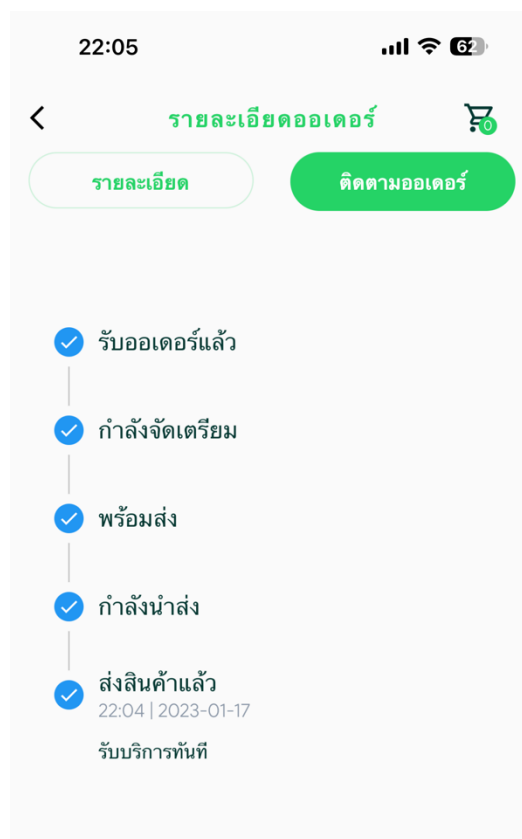 22:05
62
รายละเอียดออเดอร์
0
รายละเอียด
ติดตามออเดอร์
รับออเดอร์แล้ว
กำลังจัดเตรียม
พร้อมส่ง
กำลังนำส่ง
ส่งสินค้าแล้ว
22:04 | 2023-01-17
รับบริการทันที